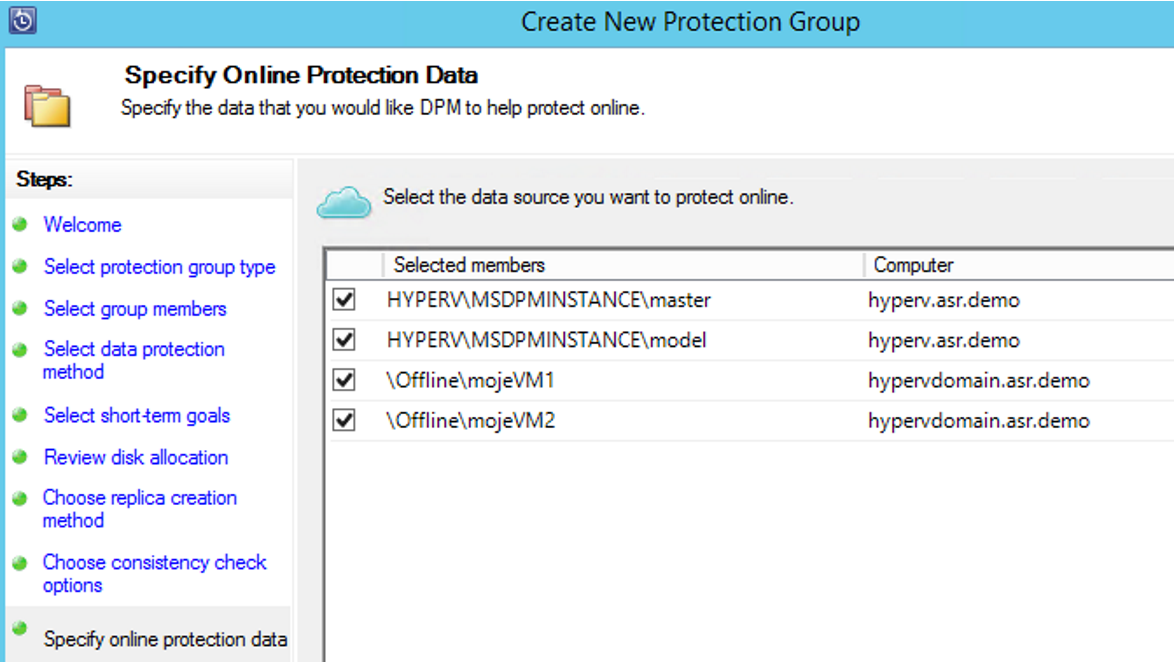 Create New Protection Group
Specify Online Protection Data
Specify the data that you would like DPM to help protect online.
Steps:
Welcome
Select protection group type
Select group members
Select data protection
method
Select short-term goals
Review disk allocation
Choose replica creation
method
Choose consistency check
options
Specify online protection data
Select the data source you want to protect online.
Selected members Computer
HYPERV\MSDPMINSTANCE\master hyperv.asr.demo
HYPERV\MSDPMINSTANCE\model hyperv.asr.demo
\Offline\mojeVM1 hypervdomain.asr.demo
\Offline\mojeVM2 hypervdomain.asr.demo